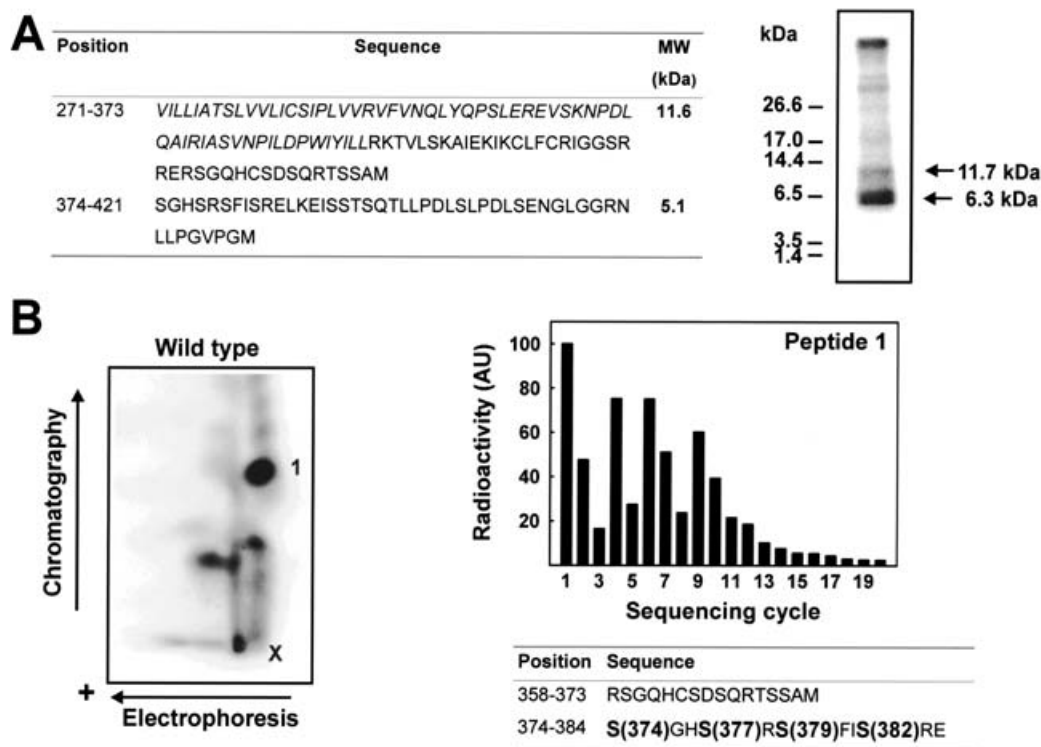 A
Position Sequence MW
(kDa)
271-373 VILLIATSLVVLICSIPLVVRVFVNQLYQPSLEREVSKNPDL 11.6
QAIRIASVNPILDPWIYILLRKTVLSKAIEKIKCLFCRIGGSR
RERSGQHCSDSQRTSSAM
374-421 SGHSRSFISRELKEISSTSQTLLPDLSLPDLSENGLGGRN 5.1
LLPGVPGM
kDa
26.6
17.0
14.4
11.7 kDa
6.5
6.3 kDa
3.5
1.4
B
Wild type
Chromatography
1
X
+
Electrophoresis
Peptide 1
Radioactivity (AU)
100
80
60
40
20
1 3 5 7 9 11 13 15 17 19
Sequencing cycle
Position Sequence
358-373 RSGQHCSDSQRTSSAM
374-384 S(374)GHS(377)RS(379)FIS(382)RE